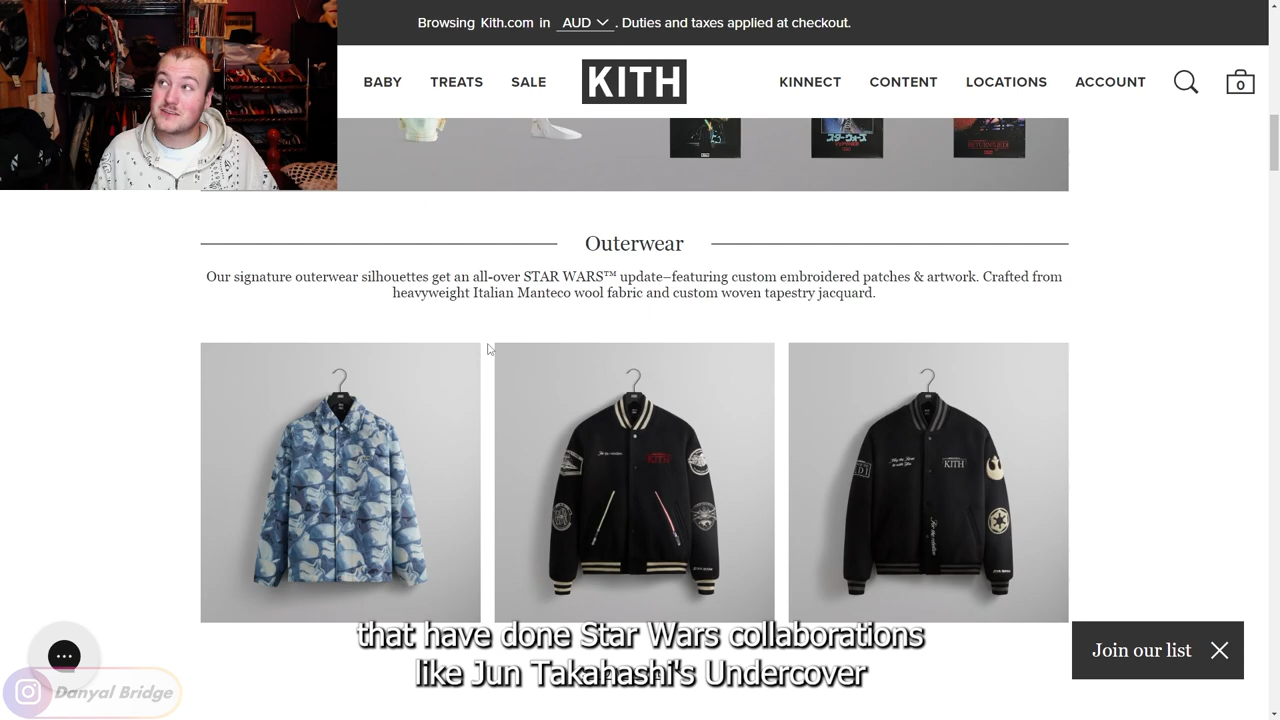 Browsing Kith.com in AUD . Duties and taxes applied at checkout.
BABY TREATS SALE KITH KINNECT CONTENT LOCATIONS ACCOUNT 0
Outerwear
Our signature outerwear silhouettes get an all-over STAR WARS™ update–featuring custom embroidered patches & artwork. Crafted from
heavyweight Italian Manteco wool fabric and custom woven tapestry jacquard.
KITH
KITH
that have done Star Wars collaborations
like Jun Takahashi's Undercover
Join our list
Danyal Bridge